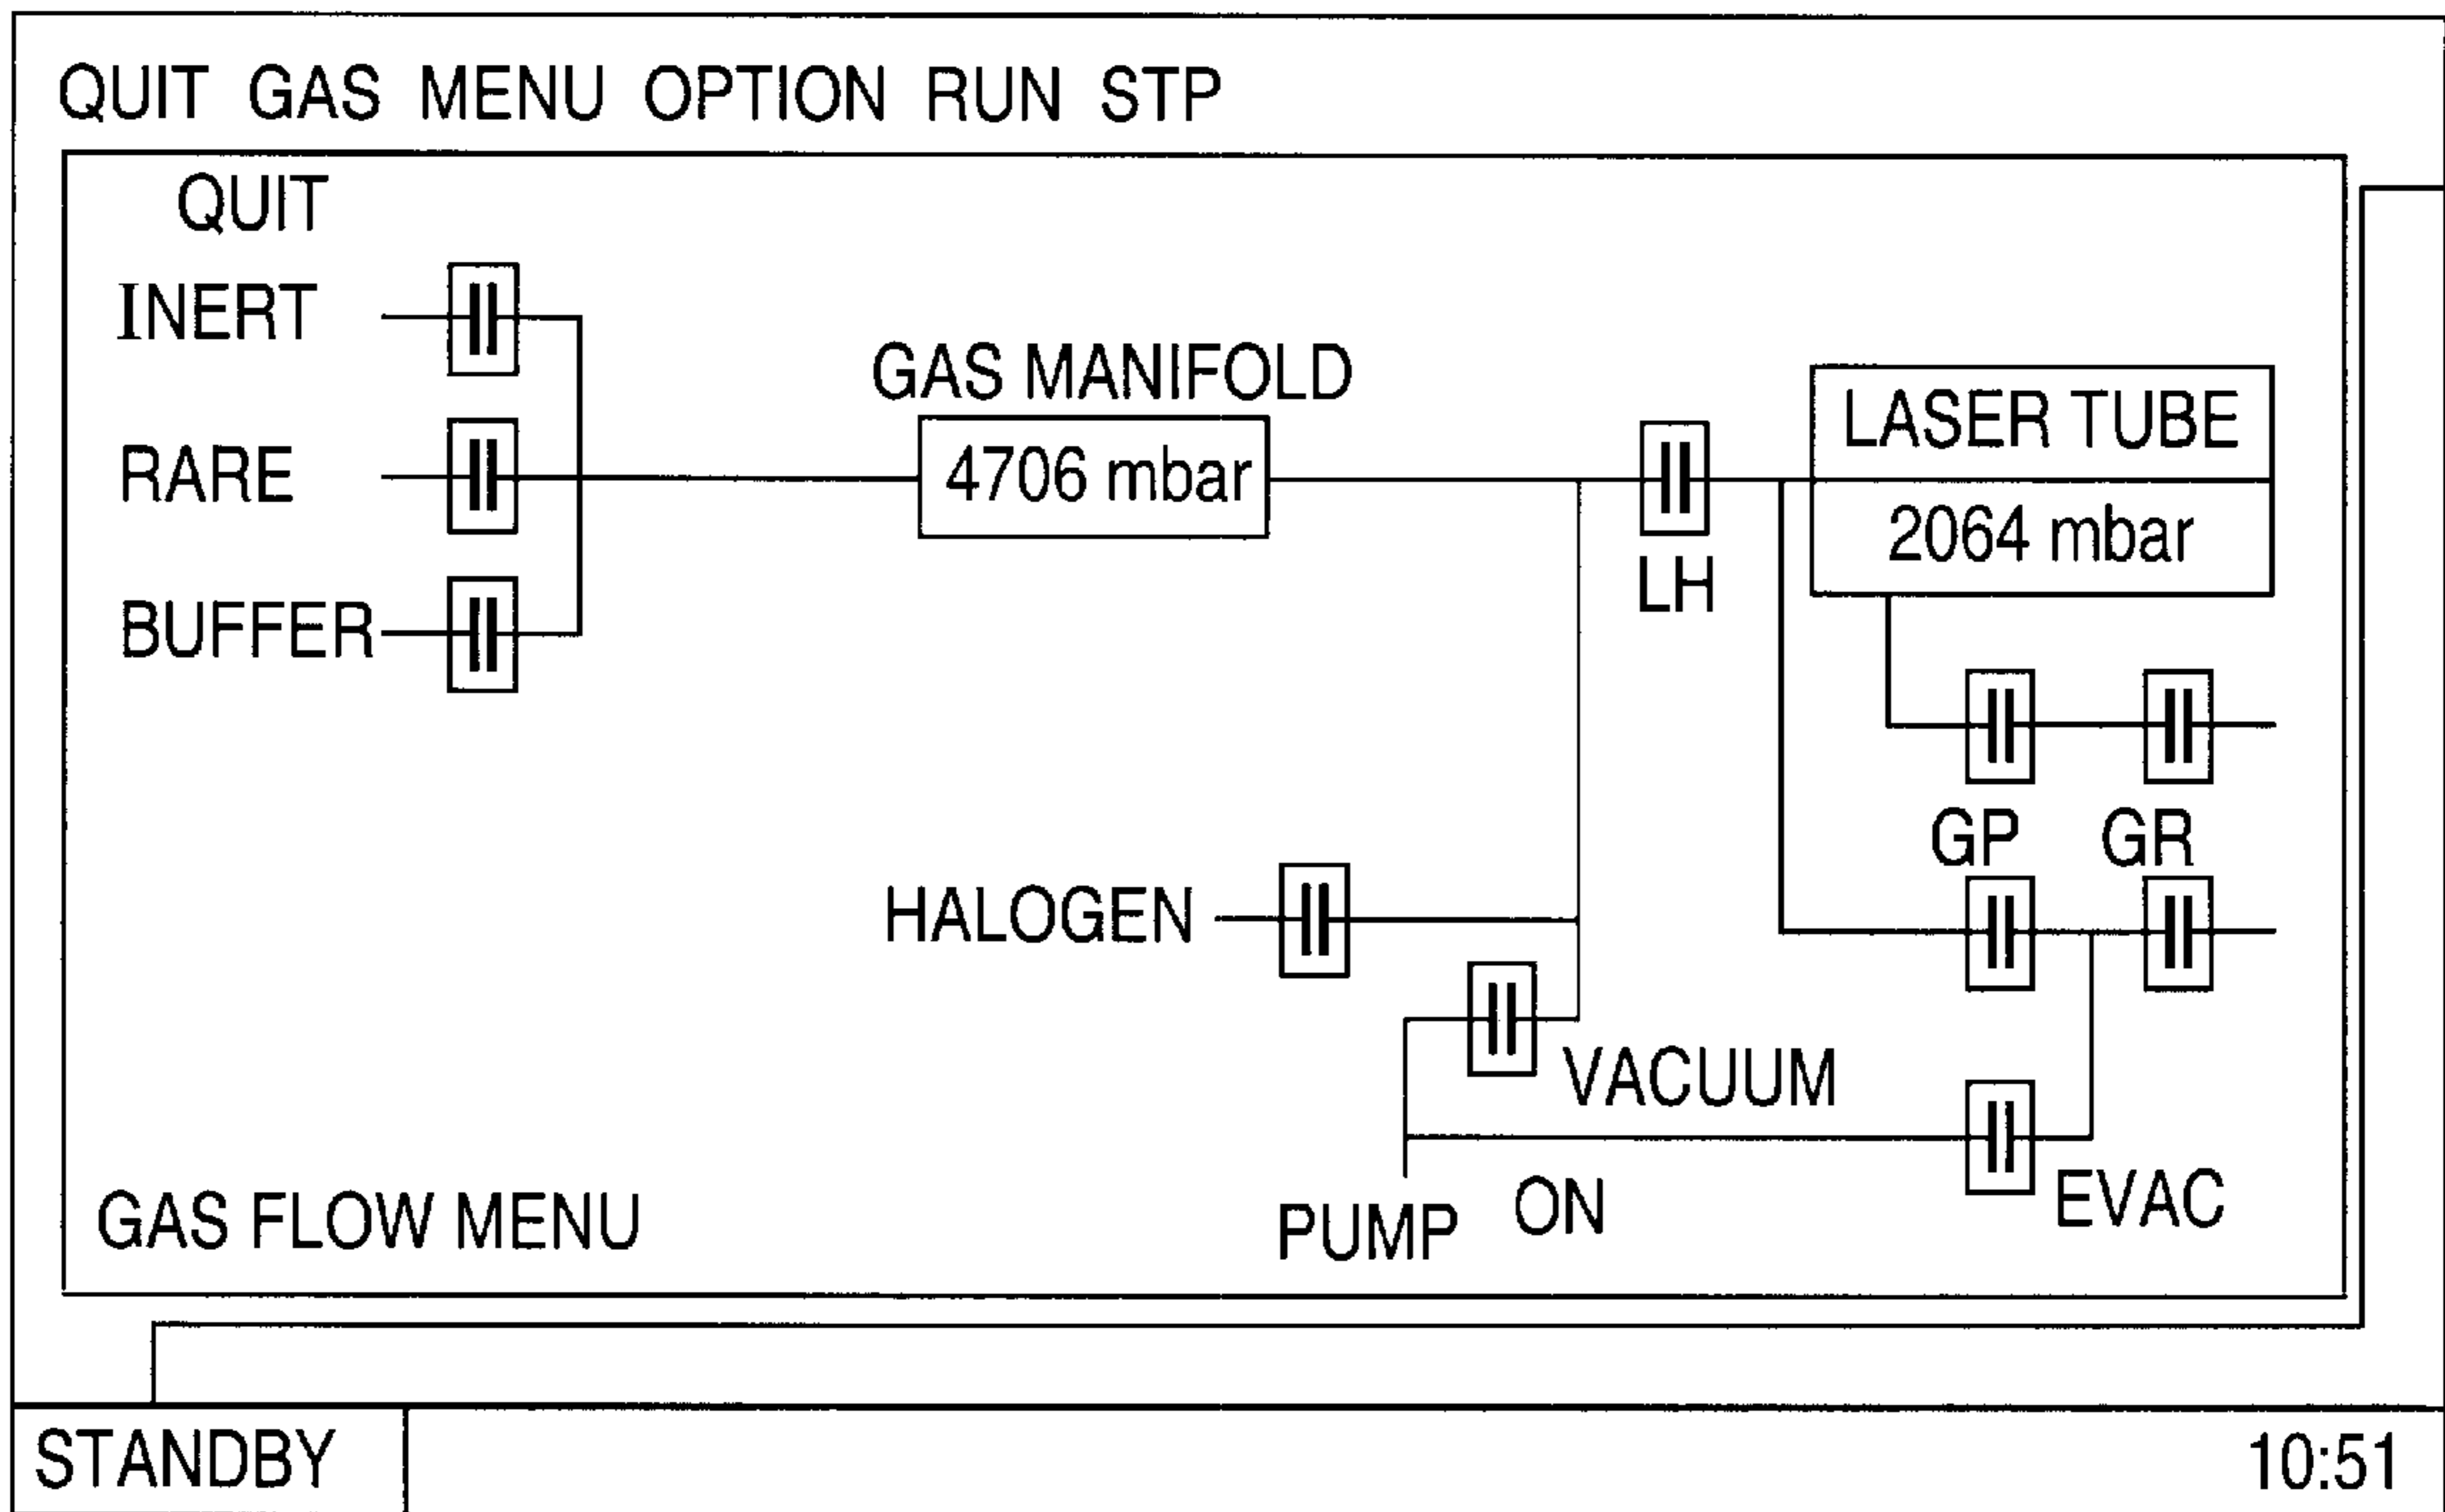 QUIT GAS MENU OPTION RUN STP
QUIT
INERT
GAS MANIFOLD
LASER TUBE
RARE
4706 mbar
2064 mbar
LH
BUFFER
GP GR
HALOGEN
VACUUM
EVAC
GAS FLOW MENU
PUMP ON
STANDBY
10:51